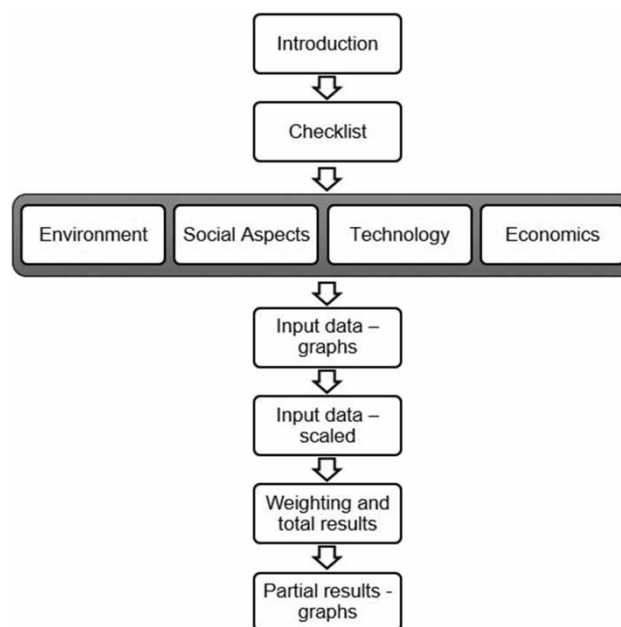 Introduction
Checklist
Environment
Social Aspects
Technology
Economics
Input data –
graphs
Input data –
scaled
Weighting and
total results
Partial results -
graphs